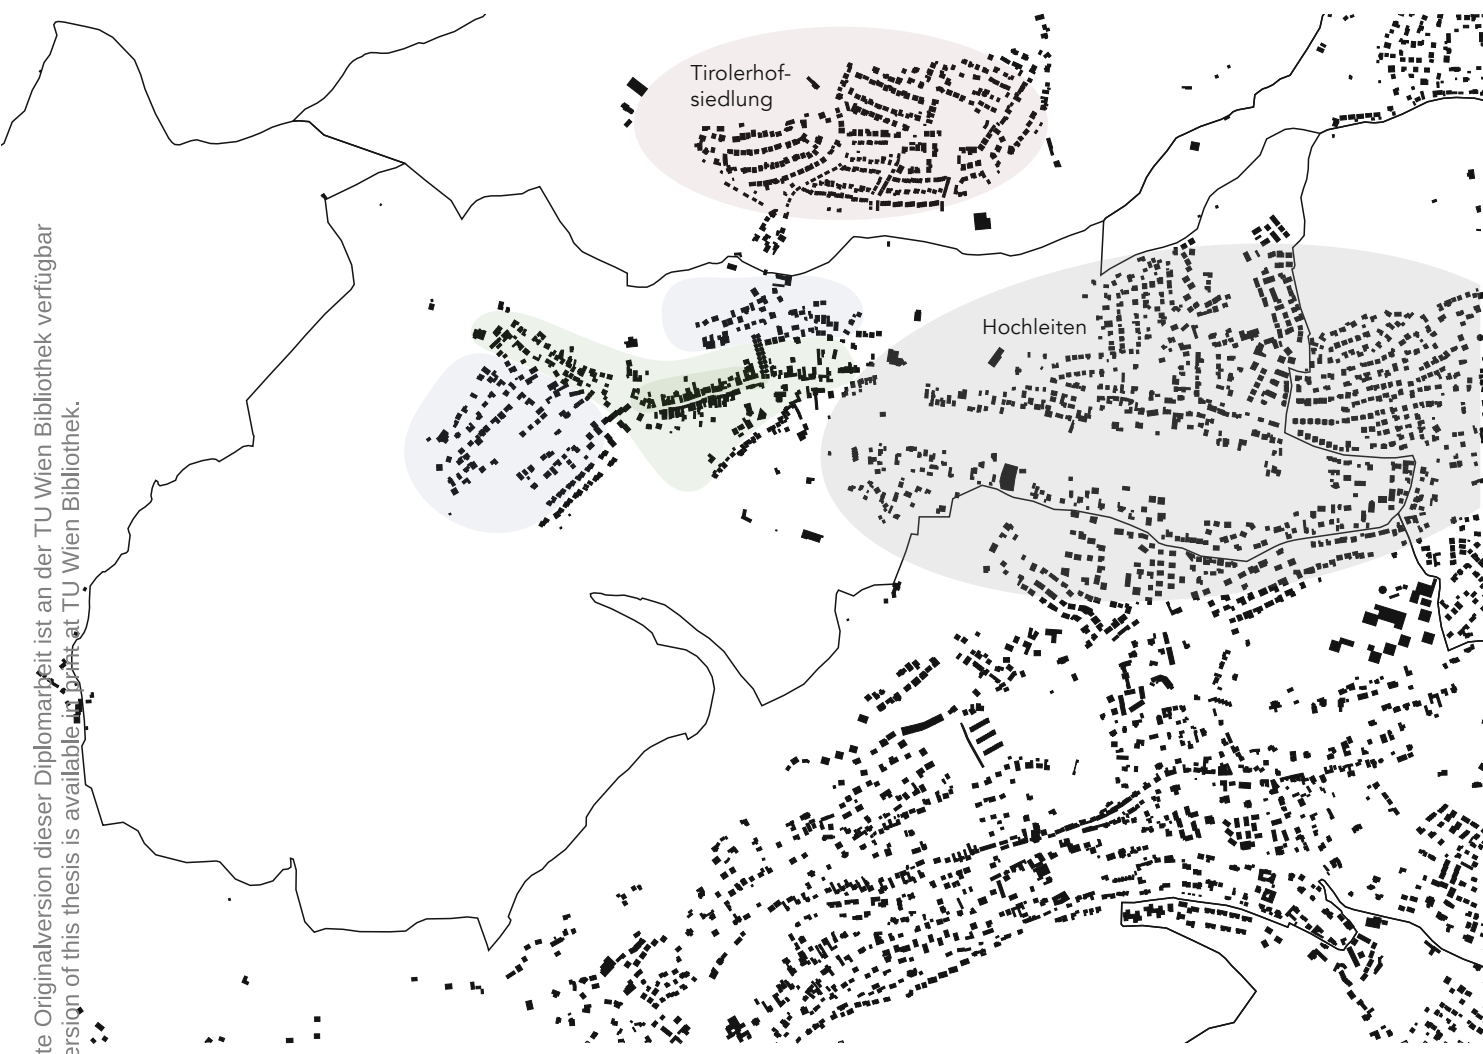 Tirolerhof-
siedlung
Hochleiten
te Originalversion dieser Diplomarbeit ist an der TU Wien Bibliothek verfügbar
ersion of this thesis is available in print at TU Wien Bibliothek.